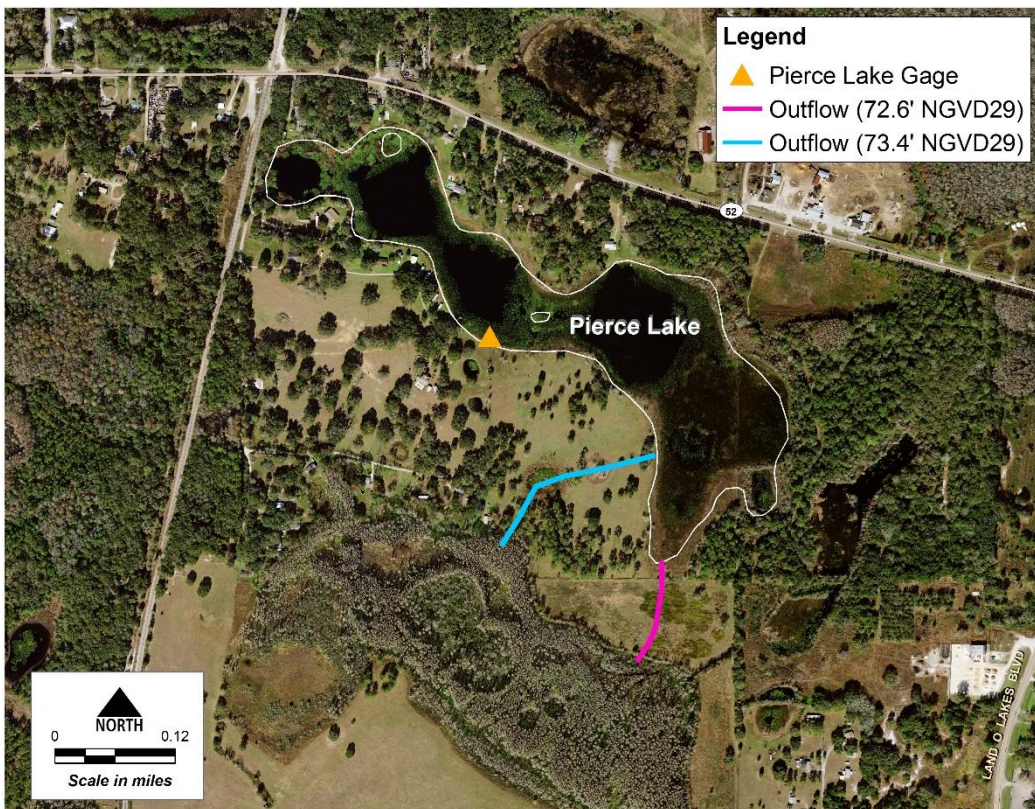 Legend
Pierce Lake Gage
Outflow (72.6' NGVD29)
Outflow (73.4' NGVD29)
52
Pierce Lake
NORTH
0 0.12
Scale in miles
LAND O LAKES BLVD